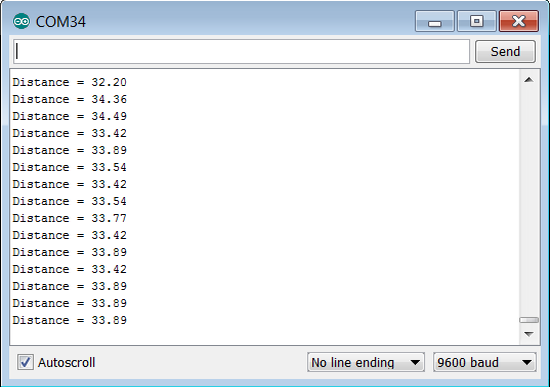 COM34
Send
Distance = 32.20
Distance = 34.36
Distance = 34.49
Distance = 33.42
Distance = 33.89
Distance = 33.54
Distance = 33.42
Distance = 33.54
Distance = 33.77
Distance = 33.42
Distance = 33.89
Distance = 33.42
Distance = 33.89
Distance = 33.89
Distance = 33.89
Autoscroll No line ending 9600 baud